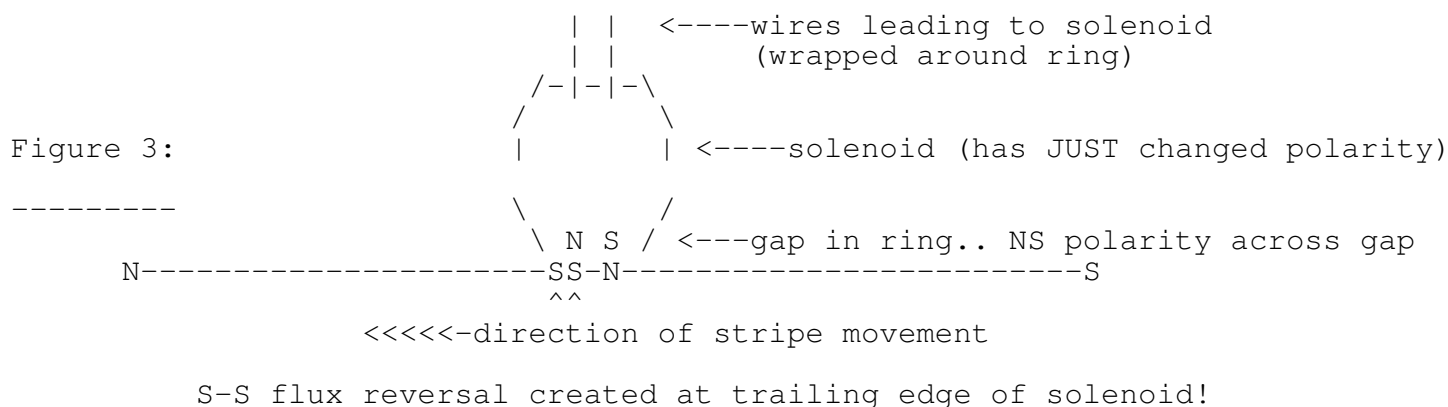 | |  <----wires leading to solenoid
| |       (wrapped around ring)
/-|-|-\
/       \
Figure 3:                   |       | <----solenoid (has JUST changed polarity)
---------                   \       /
\ N S / <---gap in ring.. NS polarity across gap
N----------------------SS-N-------------------------S
^^
<<<<<-direction of stripe movement
S-S flux reversal created at trailing edge of solenoid!